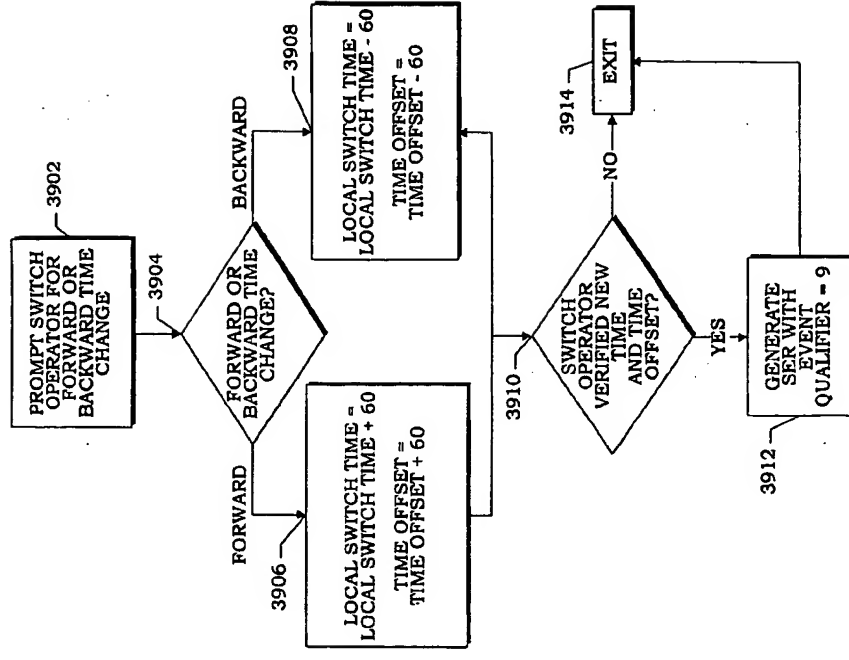 3902
PROMPT SWITCH
OPERATOR FOR
FORWARD OR
BACKWARD TIME
CHANGE
3904
FORWARD OR
BACKWARD TIME
CHANGE?
FORWARD
BACKWARD
3906
LOCAL SWITCH TIME =
LOCAL SWITCH TIME + 60
TIME OFFSET =
TIME OFFSET + 60
3908
LOCAL SWITCH TIME =
LOCAL SWITCH TIME - 60
TIME OFFSET =
TIME OFFSET - 60
3910
SWITCH
OPERATOR
VERIFIED NEW
TIME
AND TIME
OFFSET?
NO
3914
EXIT
YES
3912
GENERATE
SER WITH
EVENT
QUALIFIER = 9